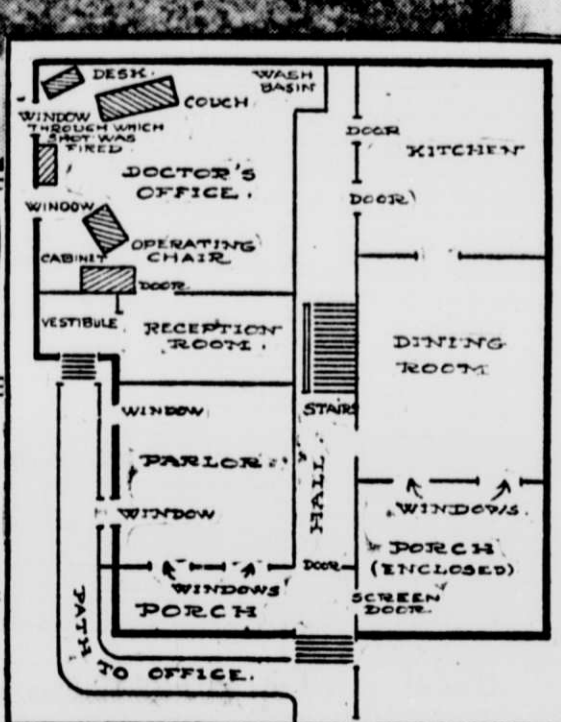 DESK.
COUCH
WASH
BASIN
WINDOW
THROUGH WHICH
SHOT WAS
FIRED
DOCTOR'S
OFFICE.
DOOR
KITCHEN
DOOR
WINDOW
OPERATING
CHAIR
CABINET
DOOR
VESTIBULE
RECEPTION
ROOM.
DINING
ROOM
STAIRS
WINDOW
PARLOR
HALL
WINDOW
WINDOWS.
PORCH
(ENCLOSED)
DOOR
WINDOWS
PORCH
SCREEN
DOOR.
PATH TO OFFICE.